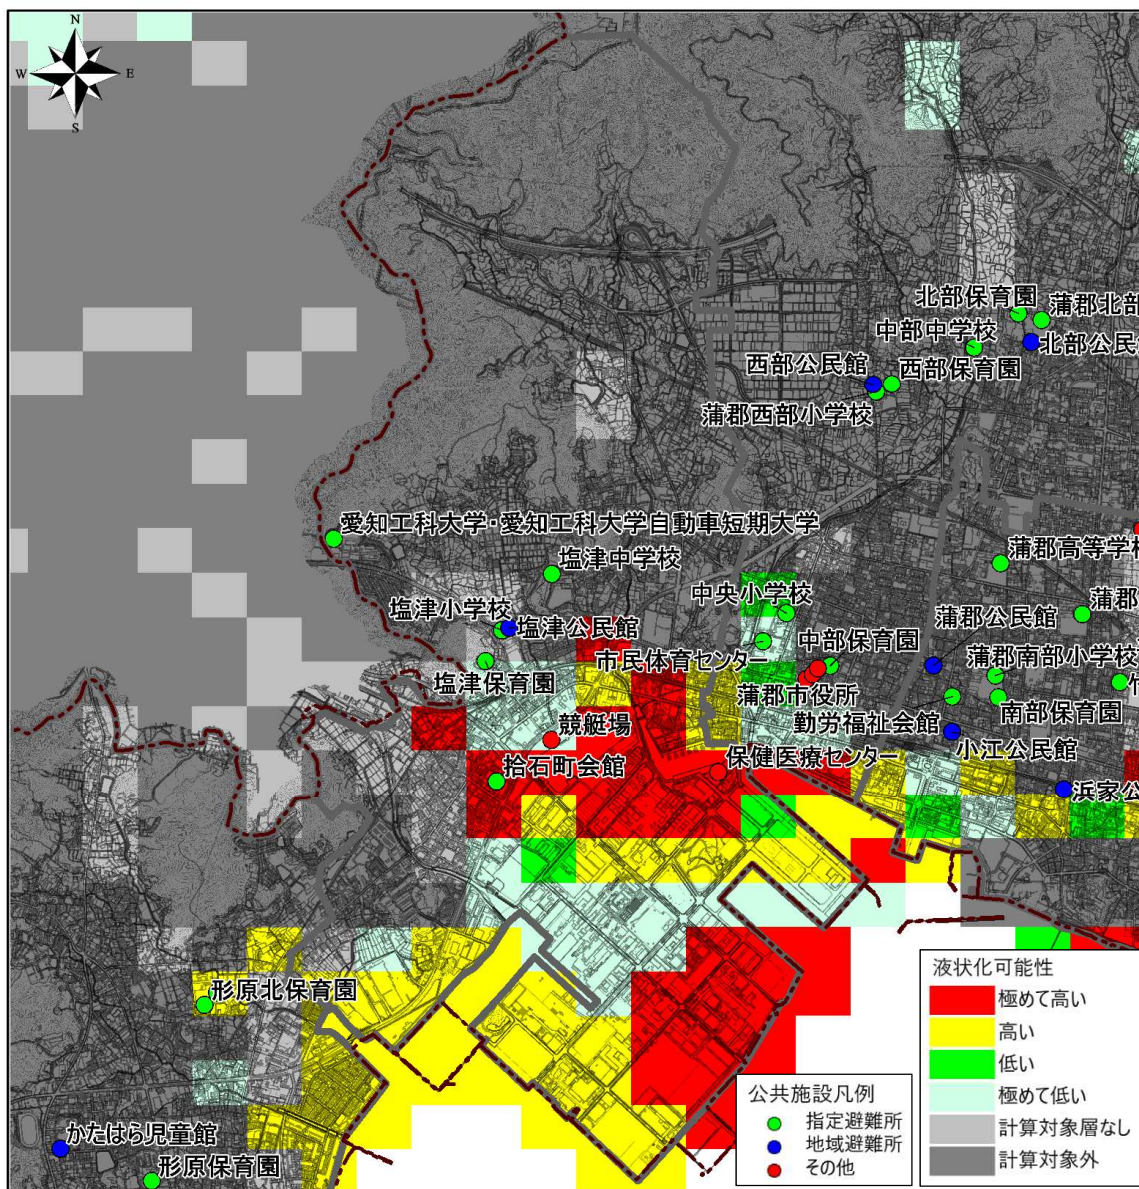 N
W E
S
北部保育園
蒲郡北部
中部中学校
北部公民
西部公民館
西部保育園
蒲郡西部小学校
愛知工科大学・愛知工科大学自動車短期大学
塩津中学校
蒲郡高等学校
中央小学校
塩津小学校
塩津公民館
蒲郡公民館
蒲郡
中部保育園
市民体育センター
蒲郡南部小学校
塩津保育園
蒲郡市役所
競艇場
勤労福祉会館
南部保育園
保健医療センター
小江公民館
拾石町会館
浜家公
形原北保育園
かたはら児童館
形原保育園
液状化可能性
極めて高い
高い
低い
極めて低い
計算対象層なし
計算対象外
公共施設凡例
指定避難所
地域避難所
その他